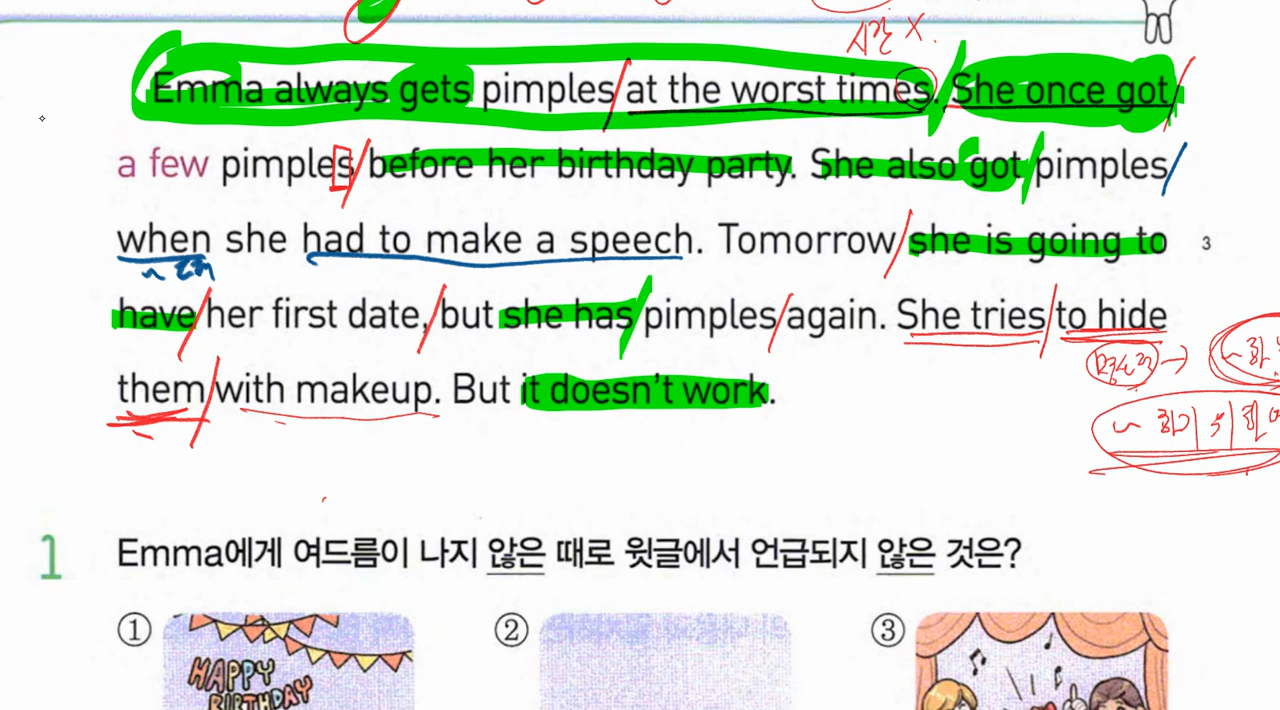 시간 X.
Emma always gets pimples at the worst times. She once got
a few pimples before her birthday party. She also got pimples
when she had to make a speech. Tomorrow she is going to
3
have her first date, but she has pimples again. She tries to hide
them with makeup. But it doesn't work.
1 Emma에게 여드름이 나지 않은 때로 윗글에서 언급되지 않은 것은?
① ② ③
HAPPY
BIRTHDAY